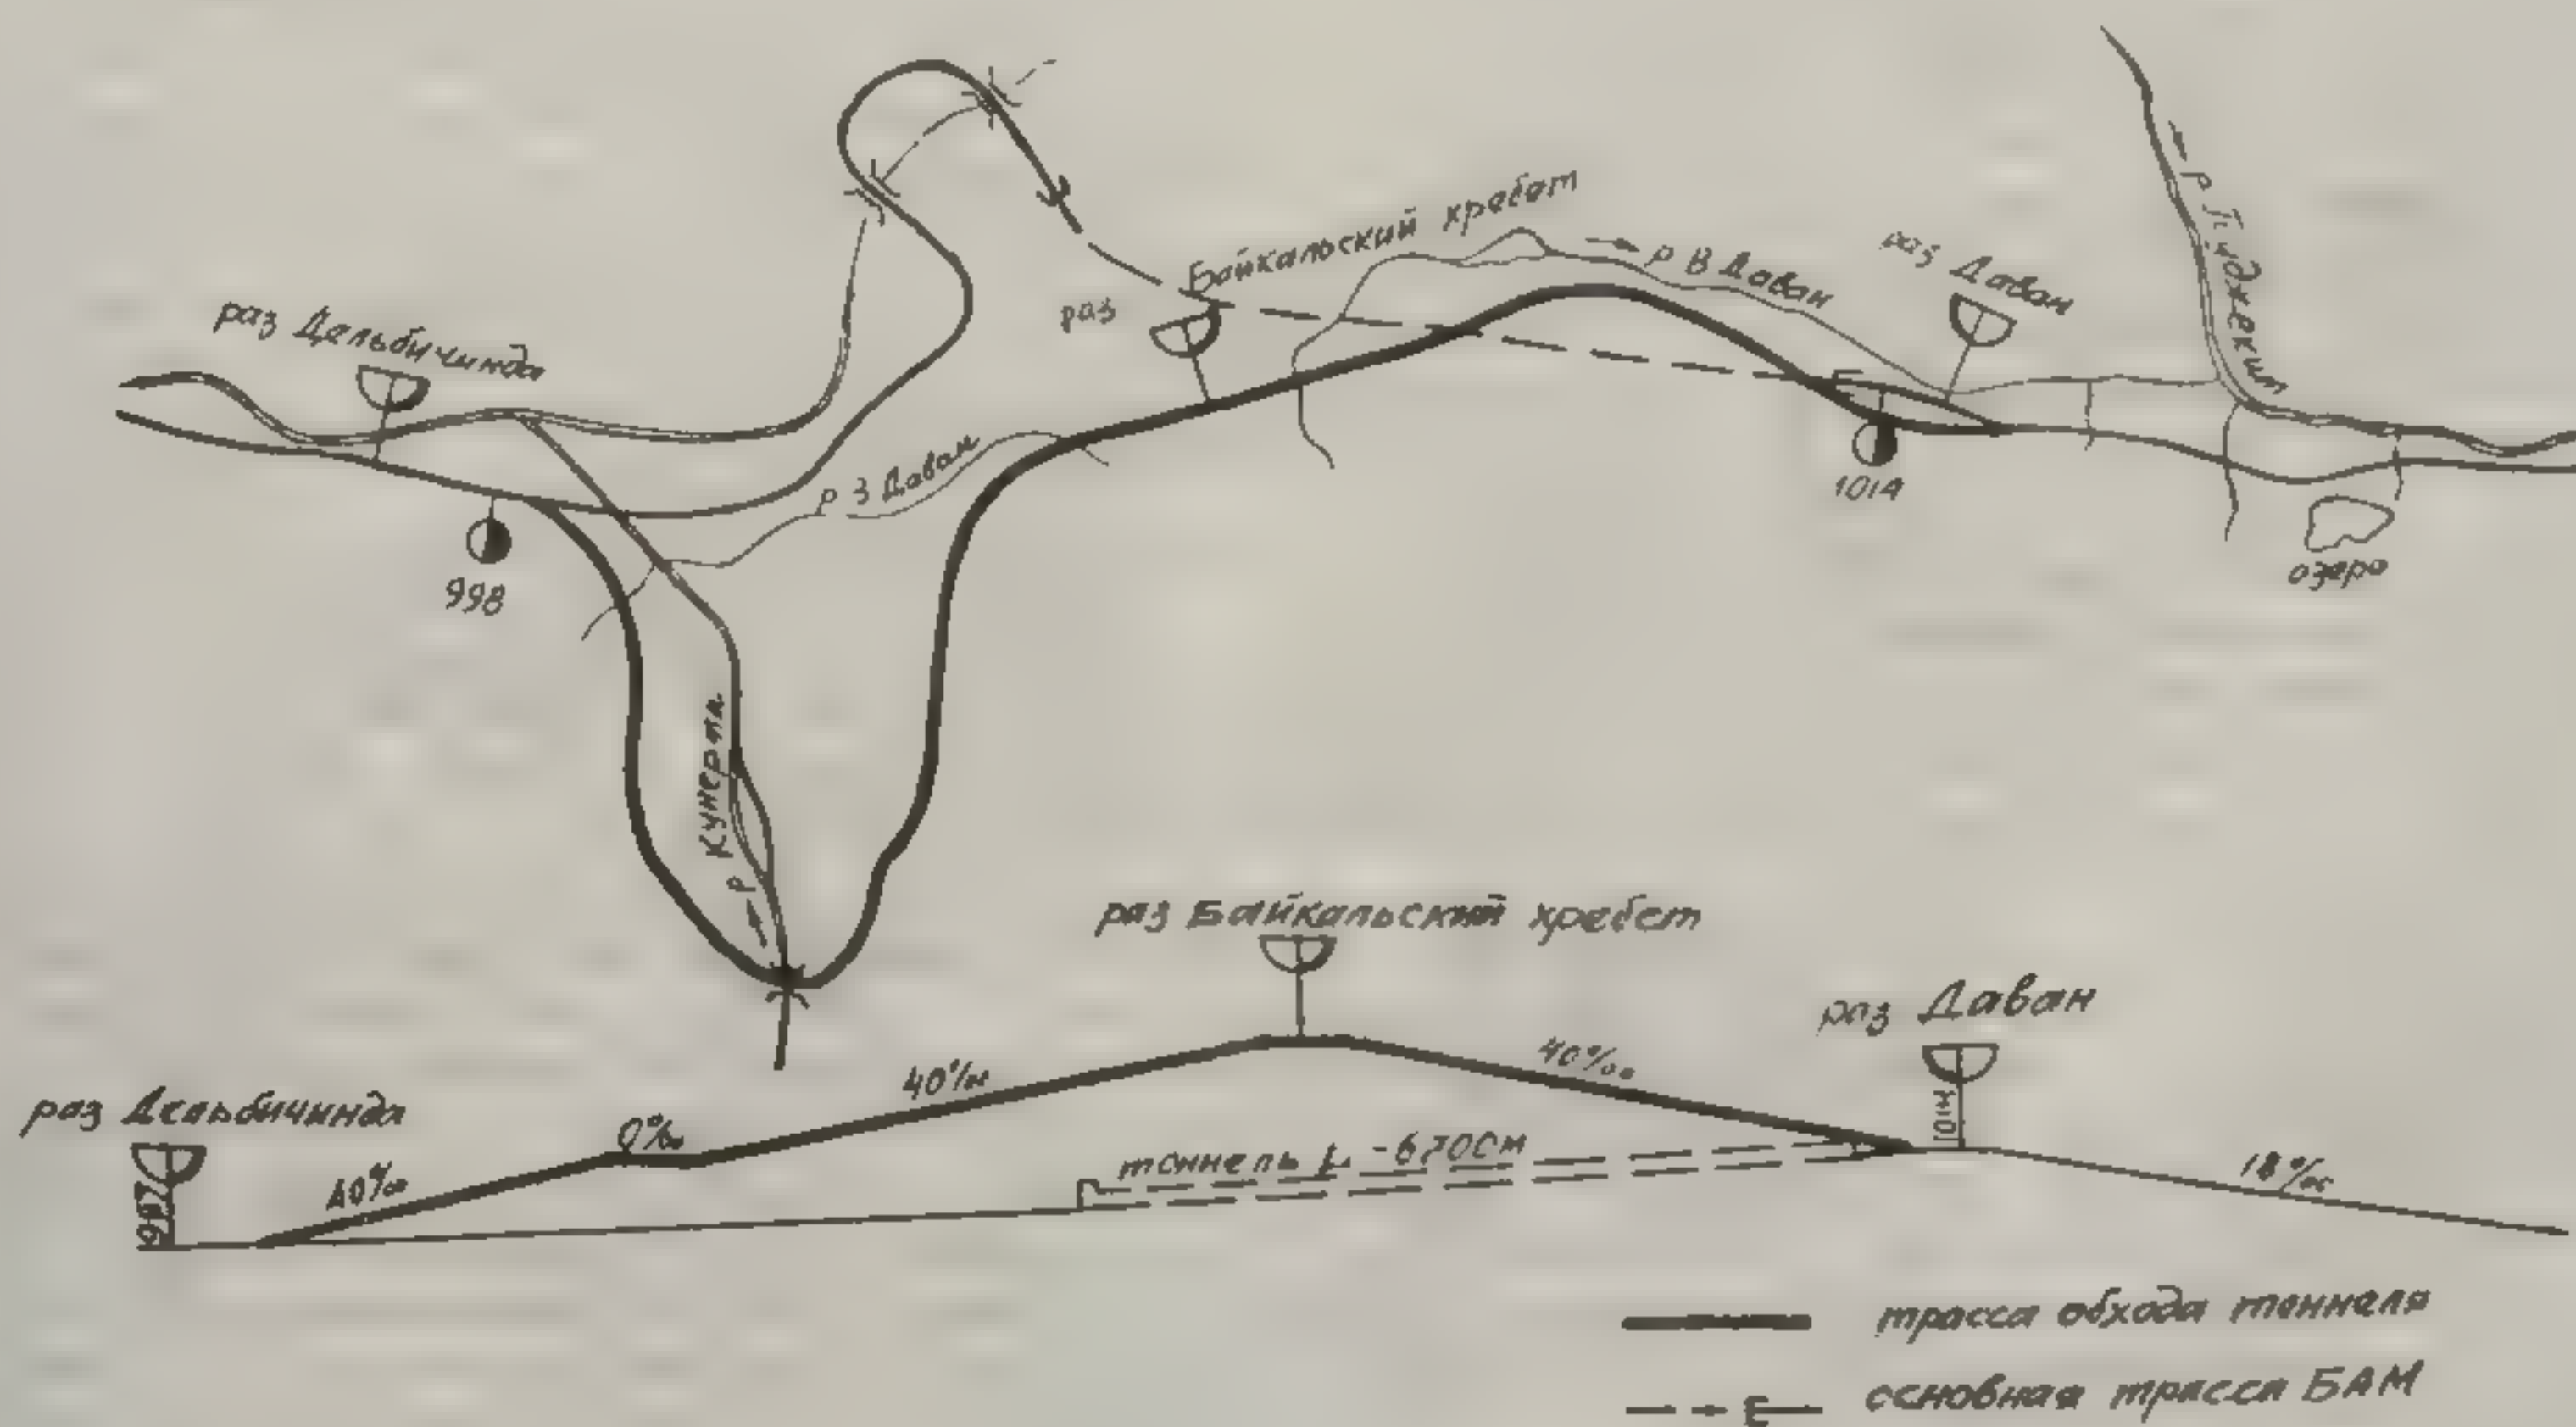 раз Дельбичинда
998
р З Даван
р Кунерма
раз
Байкальский хребет
р В Даван
раз Даван
1014
озеро
раз Байкальский хребет
раз Даван
1014
раз Дельбичинда
40‰
0‰
40‰
40‰
тоннель
18‰
трасса обхода тоннеля
основная трасса БАМ